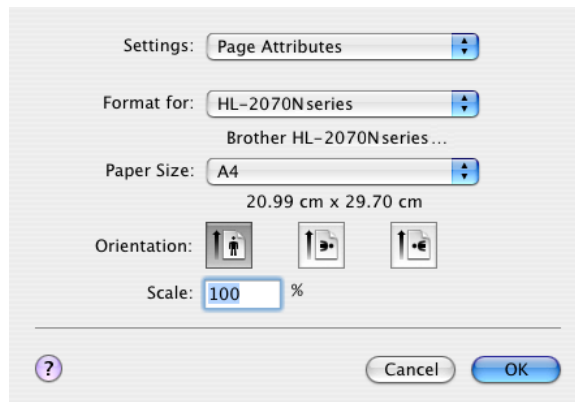 Settings: Page Attributes
Format for: HL-2070N series
Brother HL-2070N series...
Paper Size: A4
20.99 cm x 29.70 cm
Orientation:
Scale: 100 %
? Cancel OK